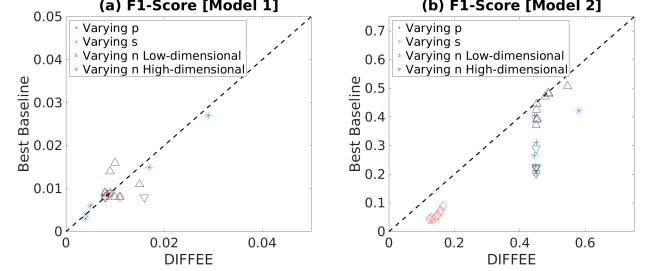 (a) F1-Score [Model 1]
0.05
0.04
0.03
0.02
0.01
0
0
0.02
0.04
Best Baseline
DIFFEE
Varying p
Varying s
Varying n Low-dimensional
Varying n High-dimensional
(b) F1-Score [Model 2]
0.7
0.6
0.5
0.4
0.3
0.2
0.1
0
0
0.2
0.4
0.6
Best Baseline
DIFFEE
Varying p
Varying s
Varying n Low-dimensional
Varying n High-dimensional